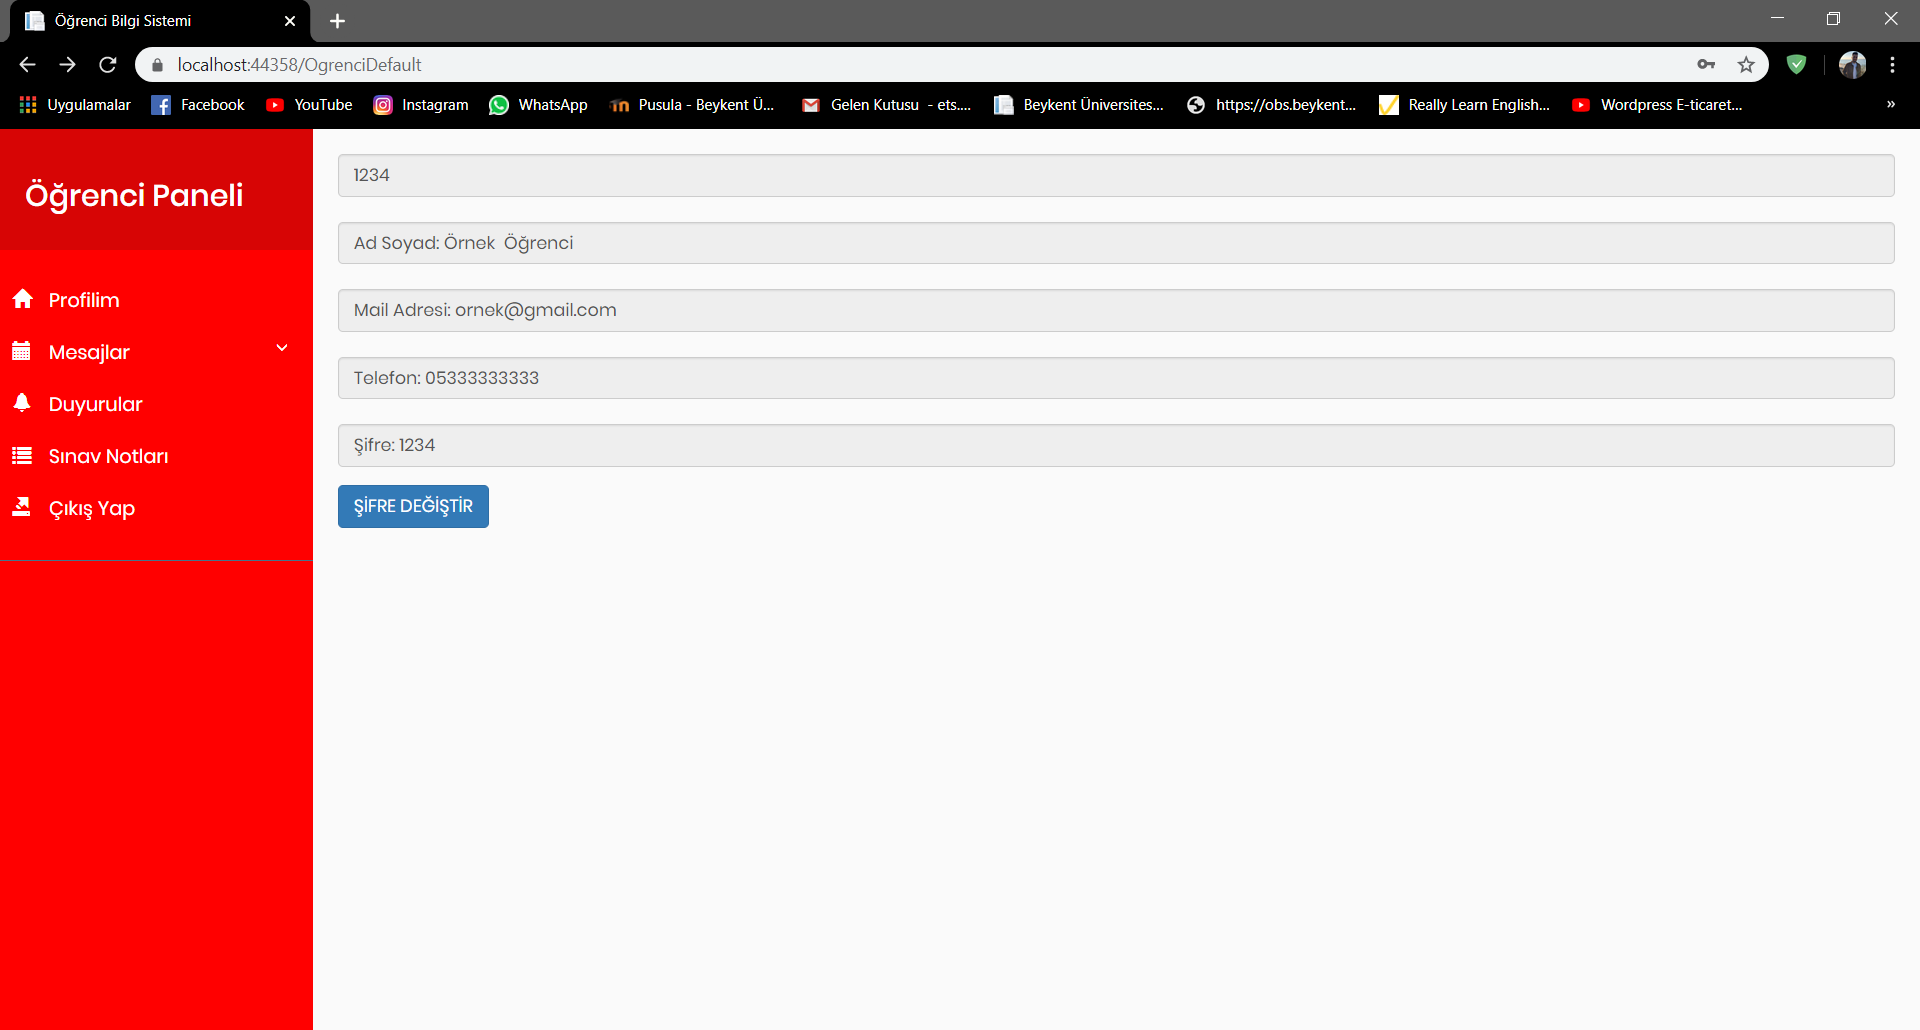 Öğrenci Bilgi Sistemi
localhost:44358/OgrenciDefault
Uygulamalar Facebook YouTube Instagram WhatsApp Pusula - Beykent Ü... Gelen Kutusu - ets.... Beykent Üniversites... https://obs.beykent... Really Learn English... Wordpress E-ticaret... »
Öğrenci Paneli
Profilim
Mesajlar
Duyurular
Sınav Notları
Çıkış Yap
1234
Ad Soyad: Örnek Öğrenci
Mail Adresi: ornek@gmail.com
Telefon: 05333333333
Şifre: 1234
ŞİFRE DEĞİŞTİR